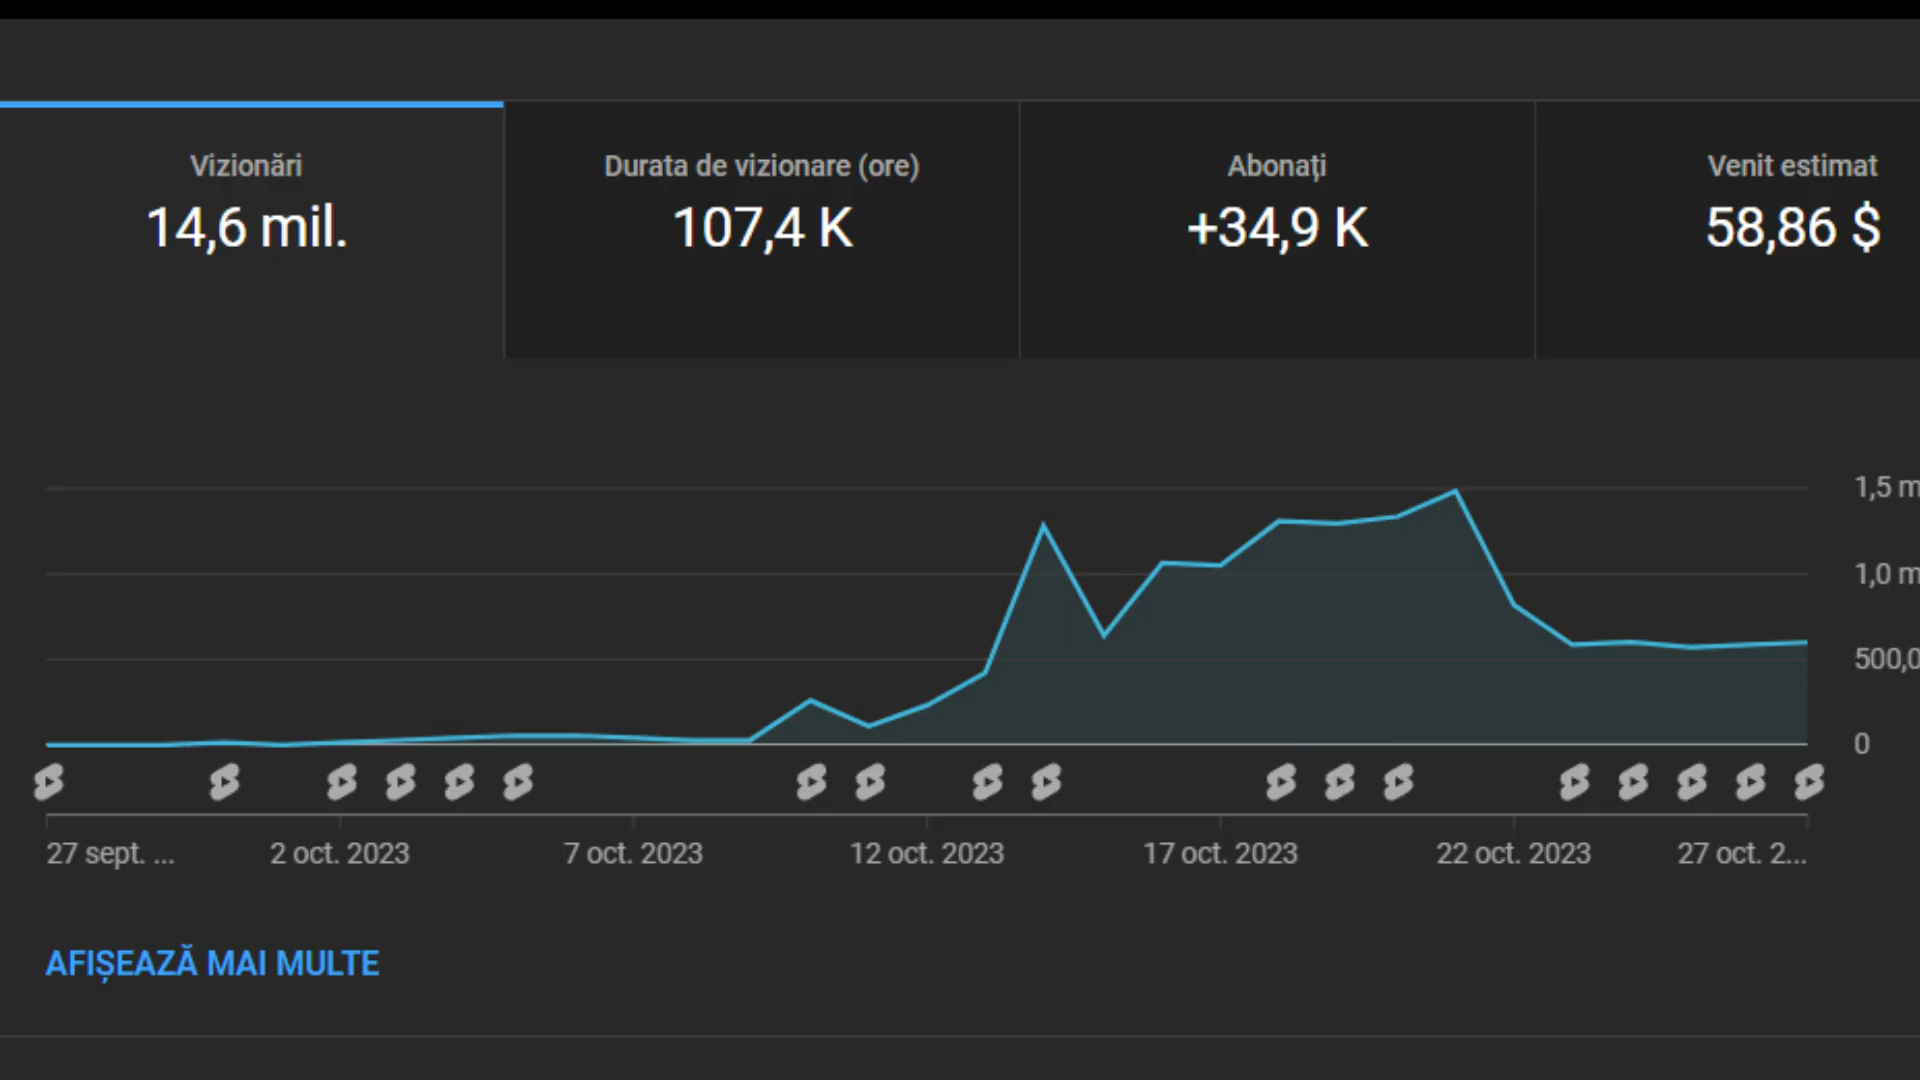 Vizionări
14,6 mil.
Durata de vizionare (ore)
107,4 K
Abonați
+34,9 K
Venit estimat
58,86 $
1,5 m
1,0 m
500,0
0
27 sept. ...
2 oct. 2023
7 oct. 2023
12 oct. 2023
17 oct. 2023
22 oct. 2023
27 oct. 2...
AFIȘEAZĂ MAI MULTE